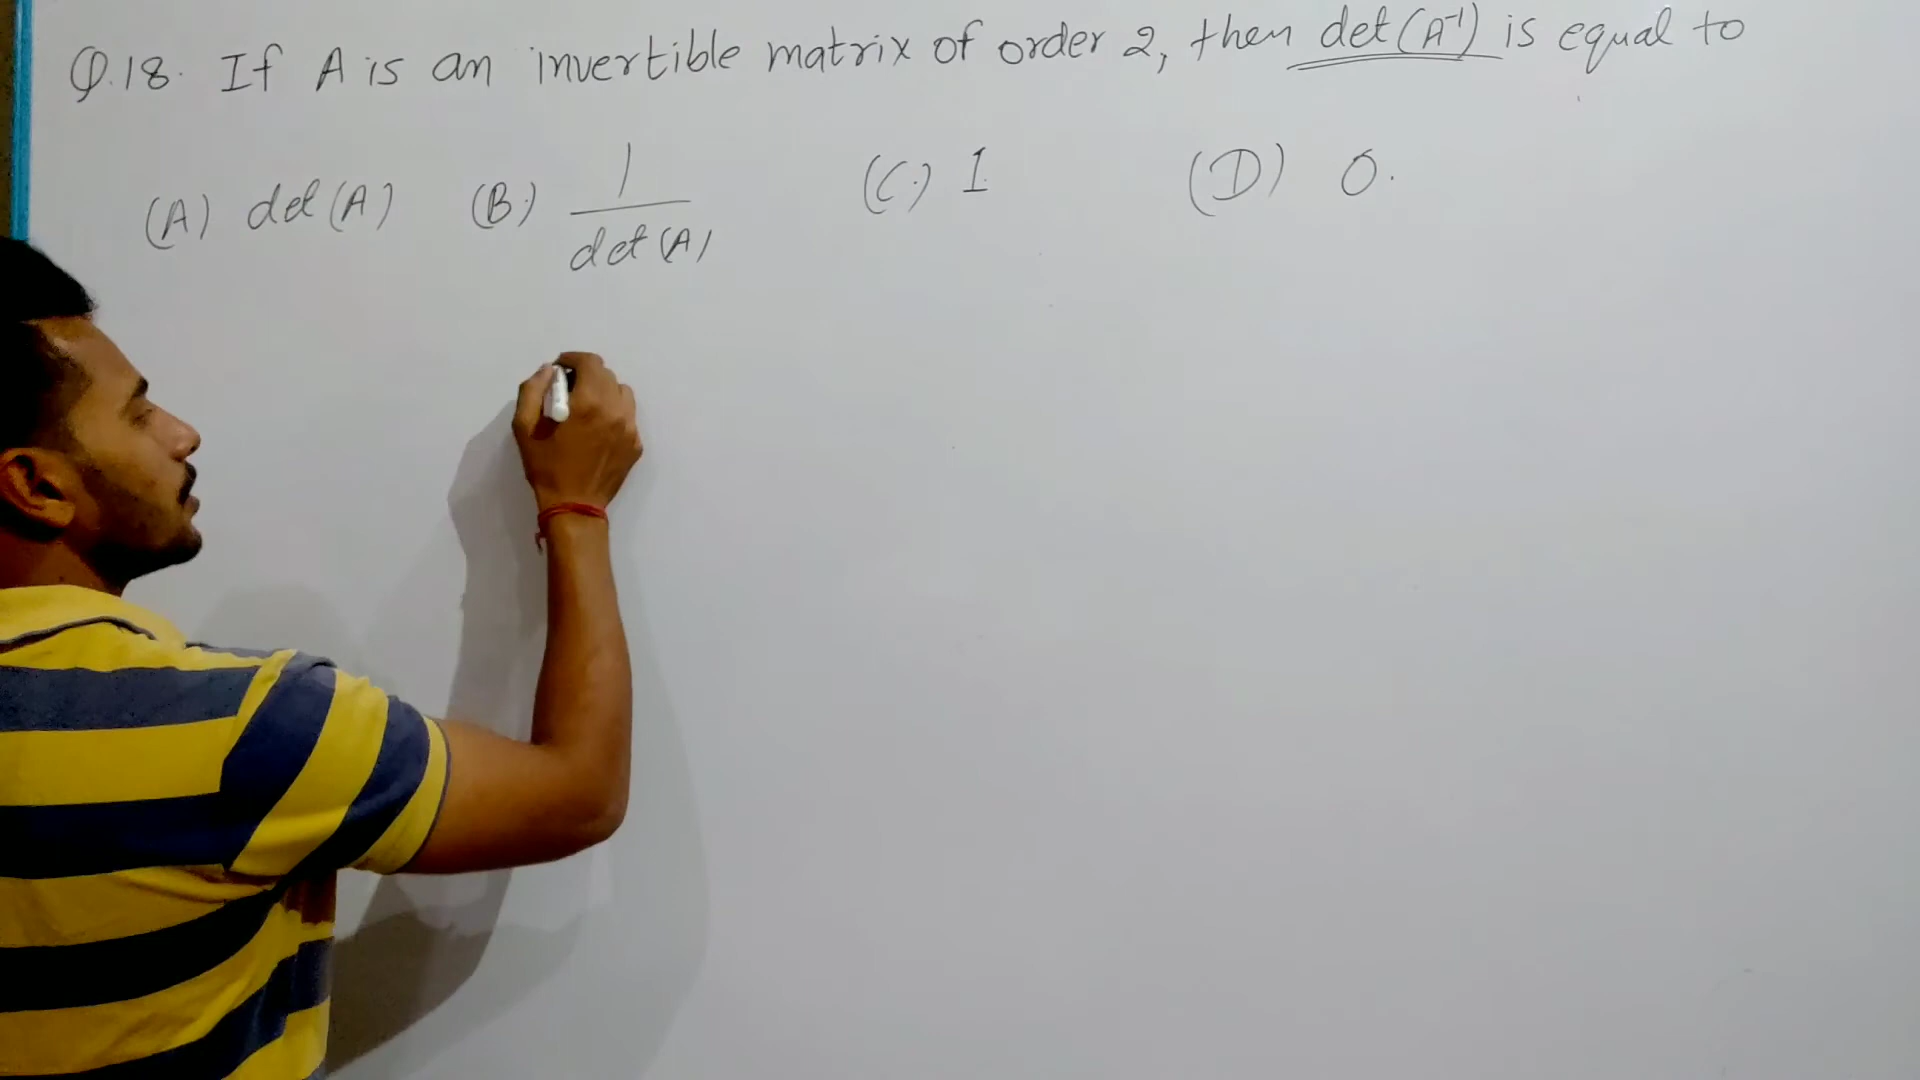 Q.18. If A is an invertible matrix of order 2, then det(A⁻¹) is equal to
(A) det(A) (B.) 1/det(A) (C.) 1 (D) 0.